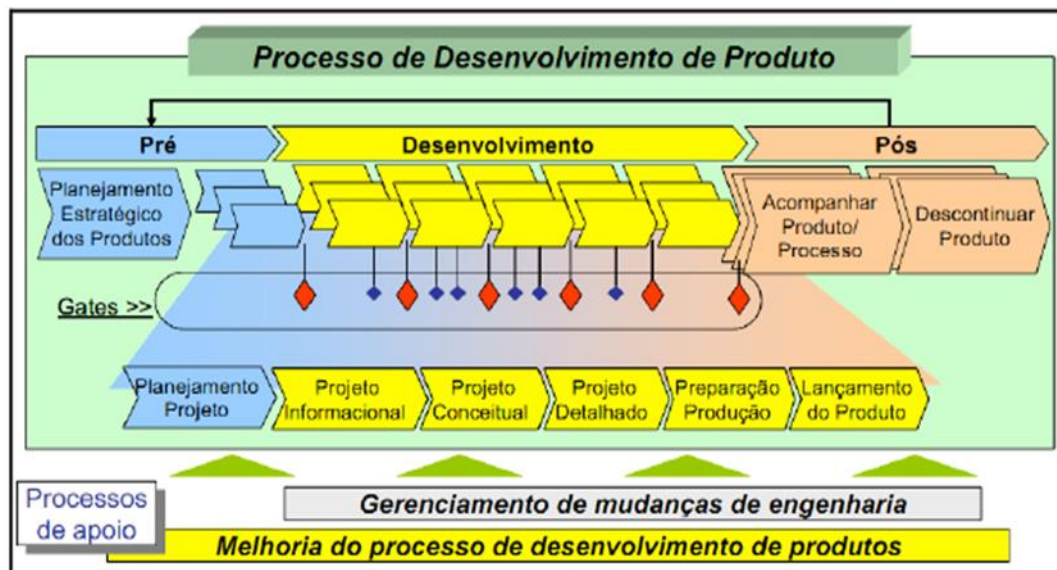 Processo de Desenvolvimento de Produto
Pré
Desenvolvimento
Pós
Planejamento
Estratégico
dos Produtos
Acompanhar
Produto/
Processo
Descontinuar
Produto
Gates >>
Planejamento
Projeto
Projeto
Informacional
Projeto
Conceitual
Projeto
Detalhado
Preparação
Produção
Lançamento
do Produto
Processos
de apoio
Gerenciamento de mudanças de engenharia
Melhoria do processo de desenvolvimento de produtos